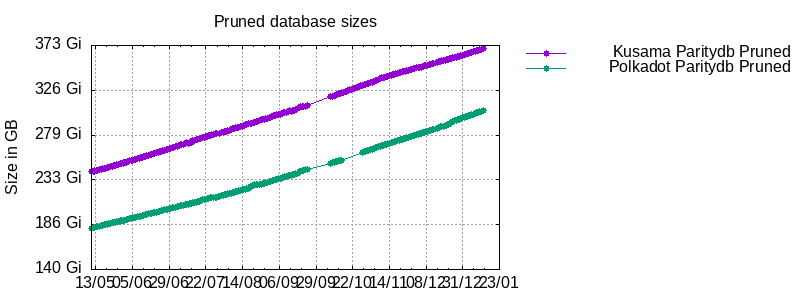 Pruned database sizes
373 Gi
326 Gi
279 Gi
233 Gi
186 Gi
140 Gi
Size in GB
13/05 05/06 29/06 22/07 14/08 06/09 29/09 22/10 14/11 08/12 31/12 23/01
Kusama Paritydb Pruned
Polkadot Paritydb Pruned